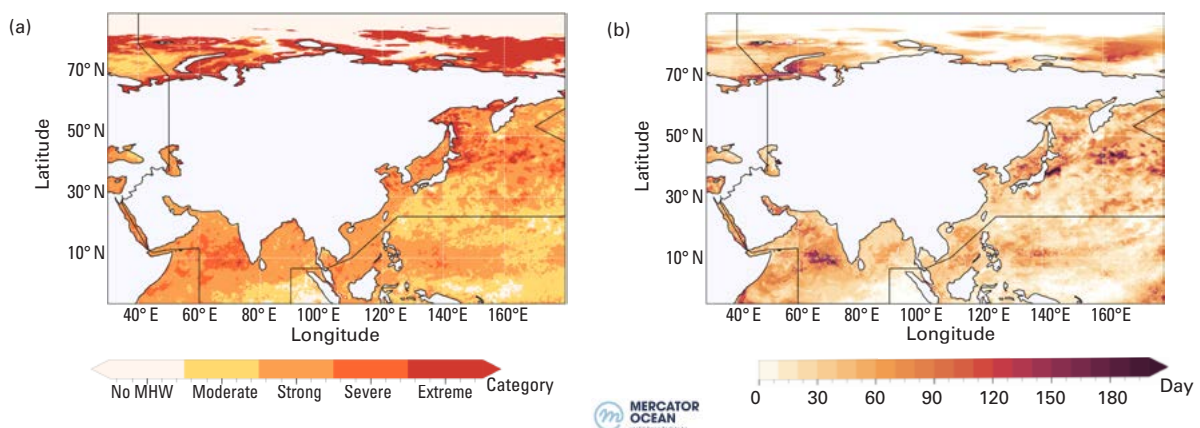 (a)
Latitude
70° N
50° N
30° N
10° N
40° E 60° E 80° E 100° E 120° E 140° E 160° E
Longitude
No MHW Moderate Strong Severe Extreme Category
(b)
Latitude
70° N
50° N
30° N
10° N
40° E 60° E 80° E 100° E 120° E 140° E 160° E
Longitude
0 30 60 90 120 150 180 Day
MERCATOR
OCEAN